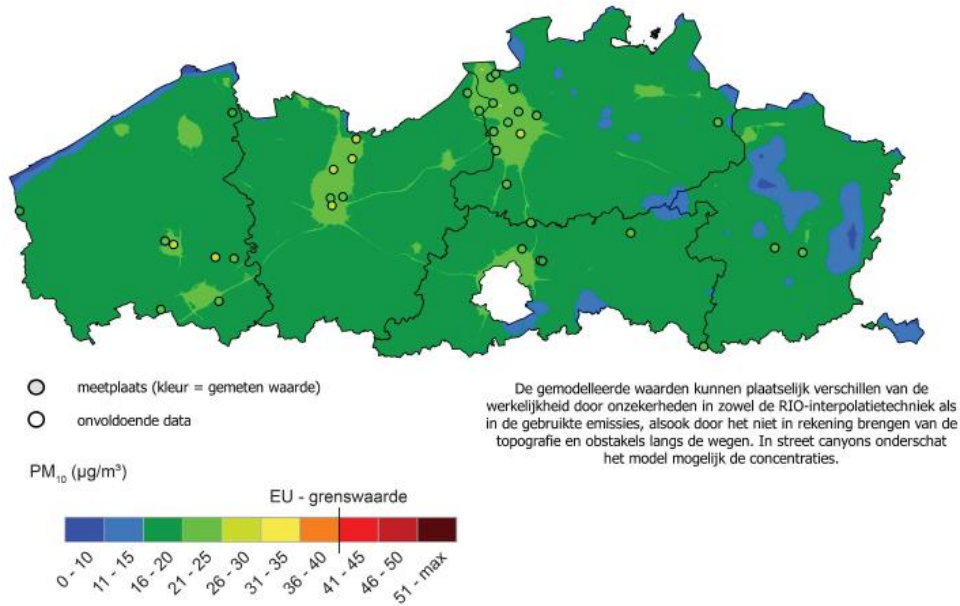 meetplaats (kleur = gemeten waarde)
onvoldoende data
De gemodelleerde waarden kunnen plaatselijk verschillen van de
werkelijkheid door onzekerheden in zowel de RIO-interpolatietechniek als
in de gebruikte emissies, alsook door het niet in rekening brengen van de
topografie en obstakels langs de wegen. In street canyons onderschat
het model mogelijk de concentraties.
PM₁₀ (µg/m³)
EU - grenswaarde
0 - 10
11 - 15
16 - 20
21 - 25
26 - 30
31 - 35
36 - 40
41 - 45
46 - 50
51 - max